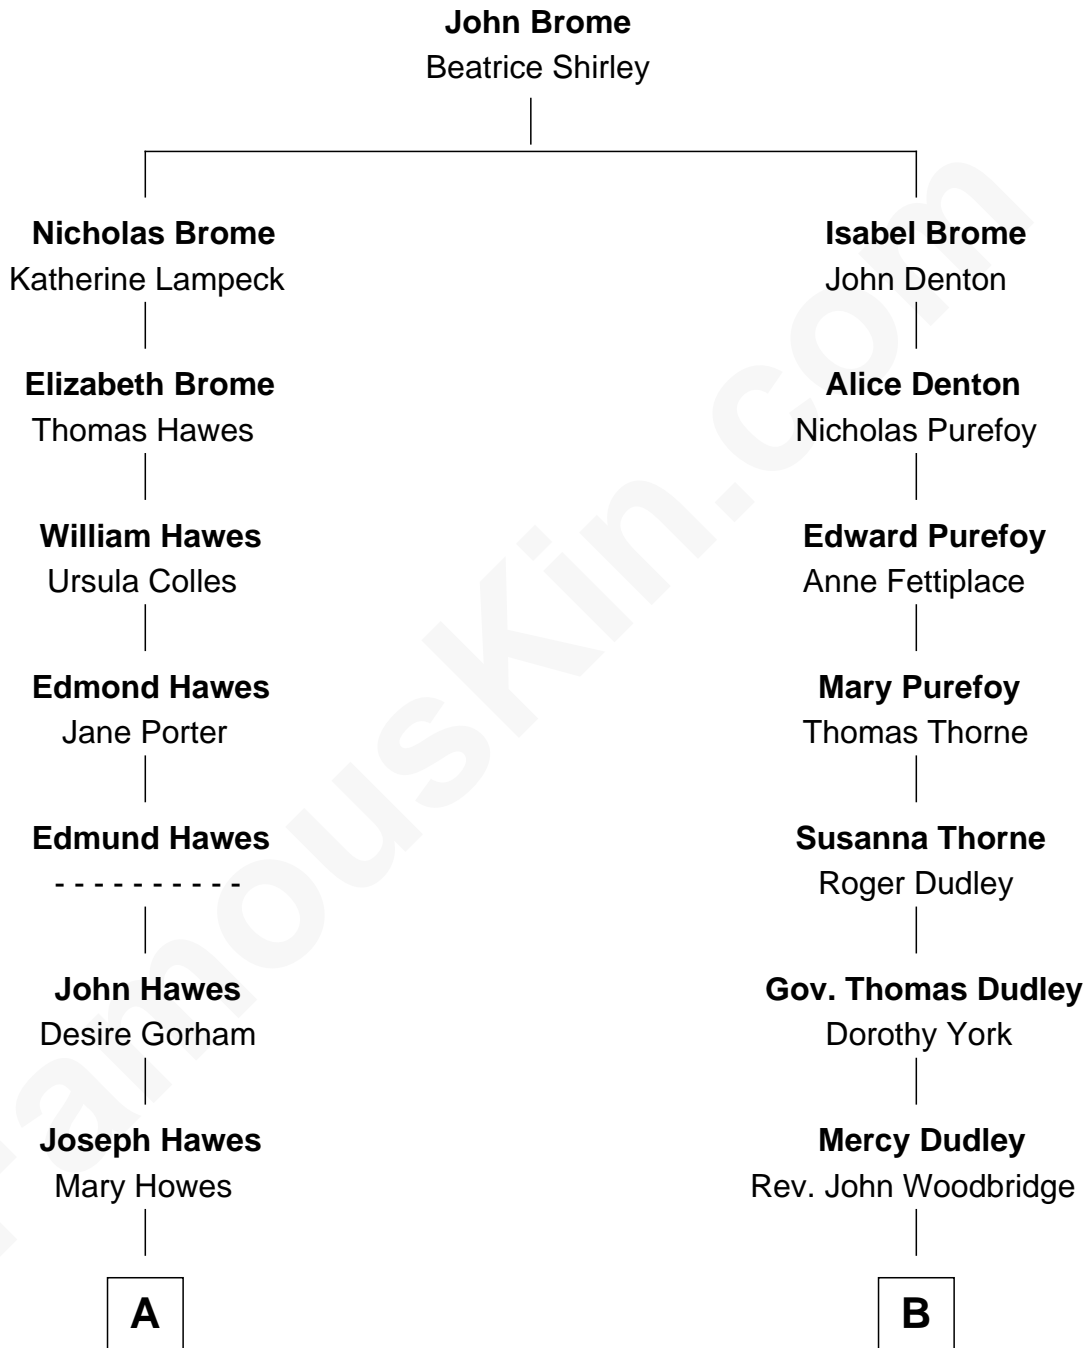 John Brome
Beatrice Shirley
Nicholas Brome
Katherine Lampeck
Elizabeth Brome
Thomas Hawes
William Hawes
Ursula Colles
Edmond Hawes
Jane Porter
Edmund Hawes
- - - - - - - - - -
John Hawes
Desire Gorham
Joseph Hawes
Mary Howes
A
Isabel Brome
John Denton
Alice Denton
Nicholas Purefoy
Edward Purefoy
Anne Fettiplace
Mary Purefoy
Thomas Thorne
Susanna Thorne
Roger Dudley
Gov. Thomas Dudley
Dorothy York
Mercy Dudley
Rev. John Woodbridge
B
FamousKin.com